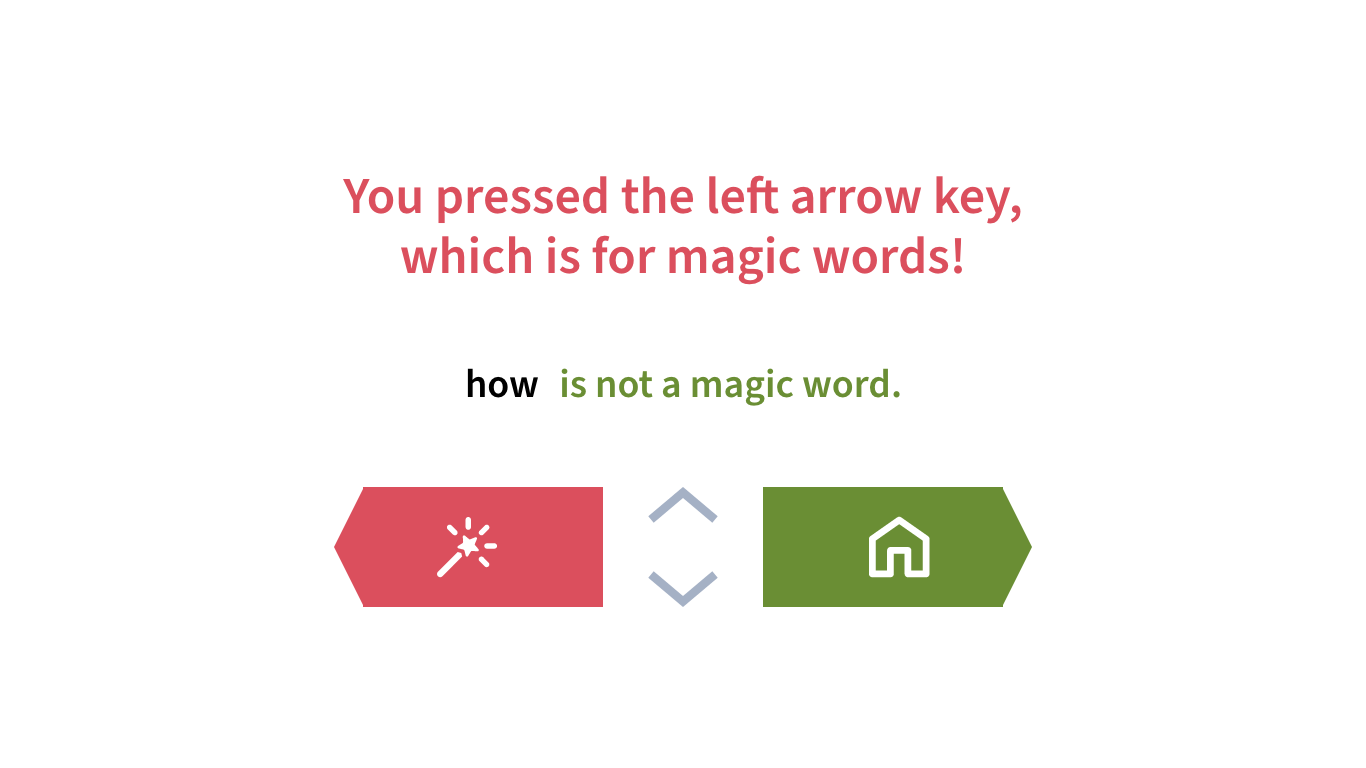 You pressed the left arrow key,
which is for magic words!
how is not a magic word.